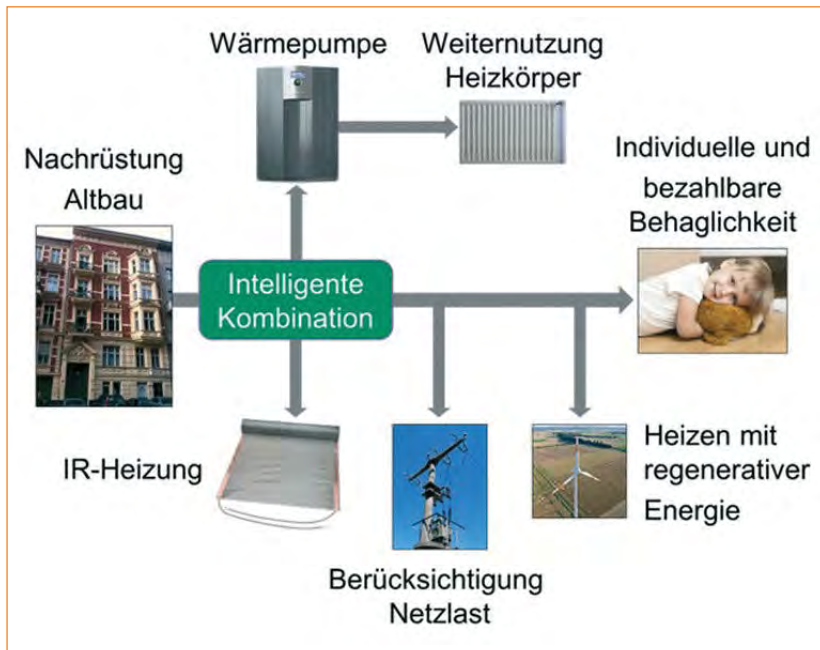 Wärmepumpe
Weiternutzung
Heizkörper
Nachrüstung
Altbau
Individuelle und
bezahlbare
Behaglichkeit
Intelligente
Kombination
IR-Heizung
Heizen mit
regenerativer
Energie
Berücksichtigung
Netzlast